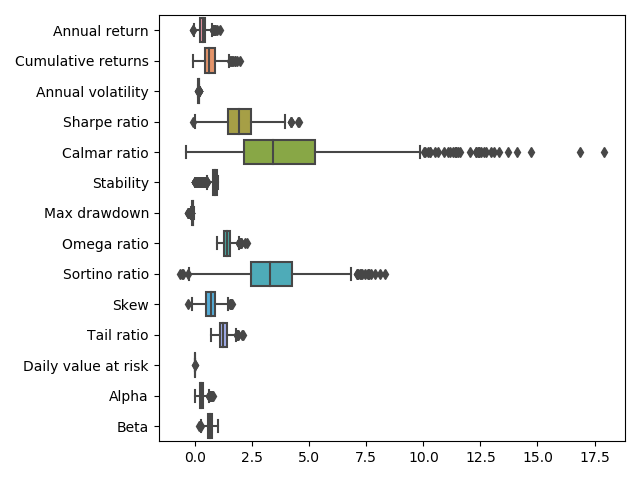 Annual return
Cumulative returns
Annual volatility
Sharpe ratio
Calmar ratio
Stability
Max drawdown
Omega ratio
Sortino ratio
Skew
Tail ratio
Daily value at risk
Alpha
Beta
0.0 2.5 5.0 7.5 10.0 12.5 15.0 17.5